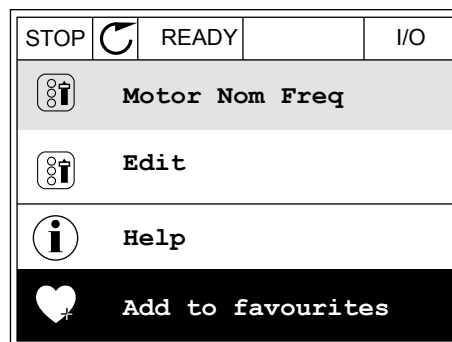 STOP READY I/O
Motor Nom Freq
Edit
Help
Add to favourites